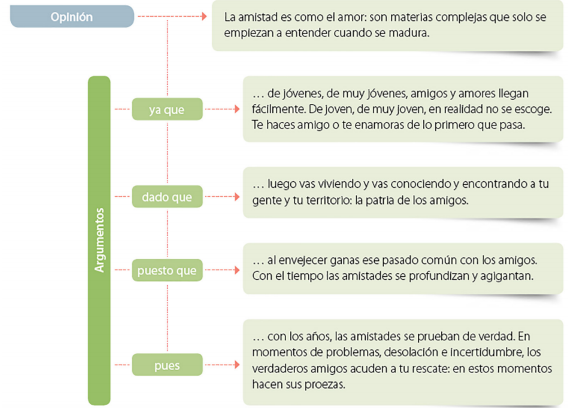 Opinión
La amistad es como el amor: son materias complejas que solo se
empiezan a entender cuando se madura.
Argumentos
ya que
… de jóvenes, de muy jóvenes, amigos y amores llegan
fácilmente. De joven, de muy joven, en realidad no se escoge.
Te haces amigo o te enamoras de lo primero que pasa.
dado que
… luego vas viviendo y vas conociendo y encontrando a tu
gente y tu territorio: la patria de los amigos.
puesto que
… al envejecer ganas ese pasado común con los amigos.
Con el tiempo las amistades se profundizan y agigantan.
pues
… con los años, las amistades se prueban de verdad. En
momentos de problemas, desolación e incertidumbre, los
verdaderos amigos acuden a tu rescate: en estos momentos
hacen sus proezas.